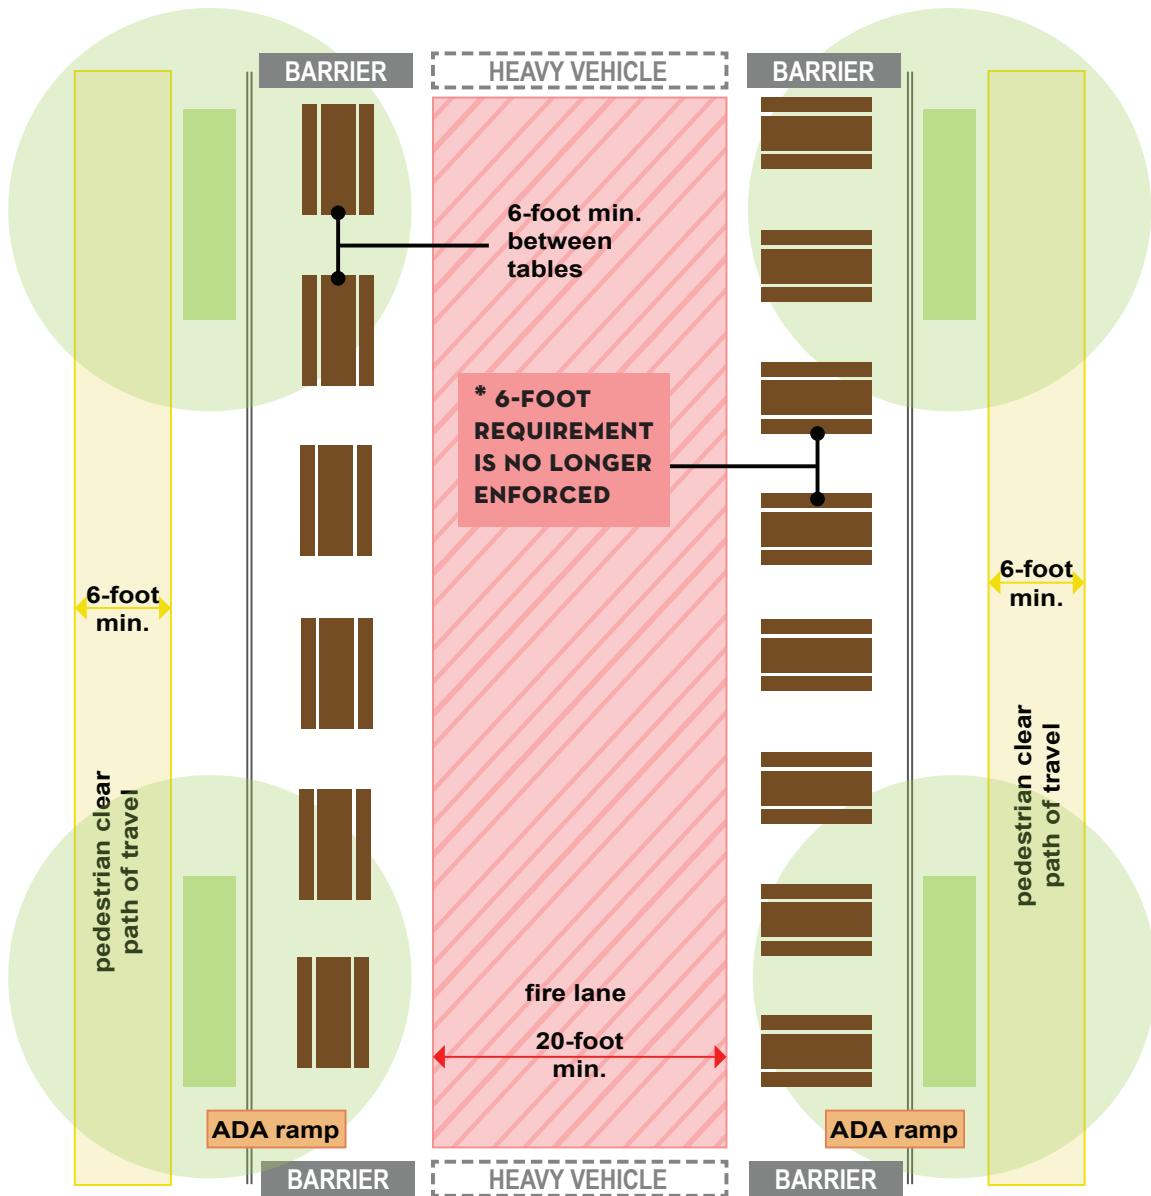 BARRIER
HEAVY VEHICLE
BARRIER
6-foot min.
between
tables
* 6-FOOT
REQUIREMENT
IS NO LONGER
ENFORCED
6-foot
min.
6-foot
min.
pedestrian clear
path of travel
pedestrian clear
path of travel
fire lane
20-foot
min.
ADA ramp
ADA ramp
BARRIER
HEAVY VEHICLE
BARRIER